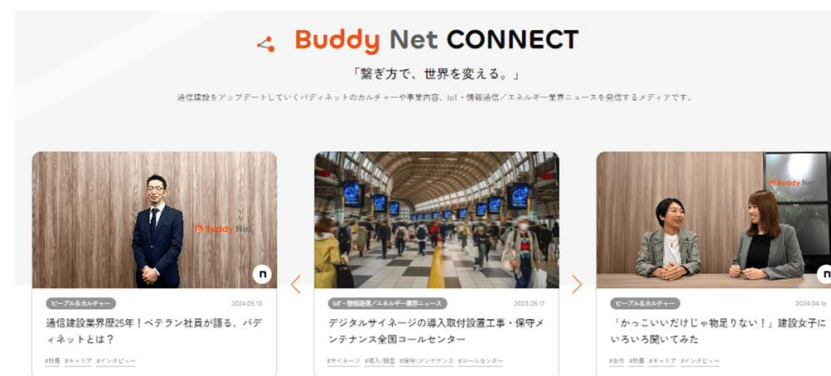 Buddy Net CONNECT
「繋ぎ方で、世界を変える。」
通信建設をアップデートしていくバディネットのカルチャーや事業内容、IoT・情報通信／エネルギー業界ニュースを発信するメディアです。
Buddy Net
n
ピープル&カルチャー
2024.05.13
通信建設業界歴25年！ベテラン社員が語る、バデ
ィネットとは？
#社員 #キャリア #インタビュー
IoT・情報通信／エネルギー業界ニュース
2023.05.17
デジタルサイネージの導入取付設置工事・保守メ
ンテナンス全国コールセンター
#サイネージ #導入/設置 #保守/メンテナンス #コールセンター
Buddy Net
n
ピープル&カルチャー
2024.04.16
「かっこいいだけじゃ物足りない！」建設女子に
いろいろ聞いてみた
#女性 #社員 #キャリア #インタビュー